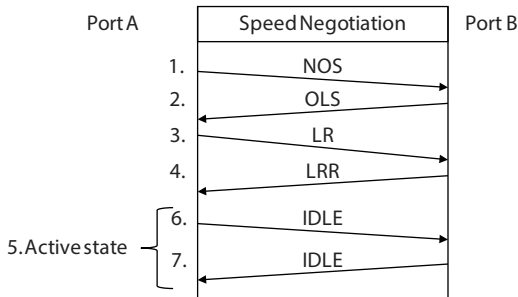 Port A Speed Negotiation Port B
1. NOS
2. OLS
3. LR
4. LRR
5. Active state
6. IDLE
7. IDLE